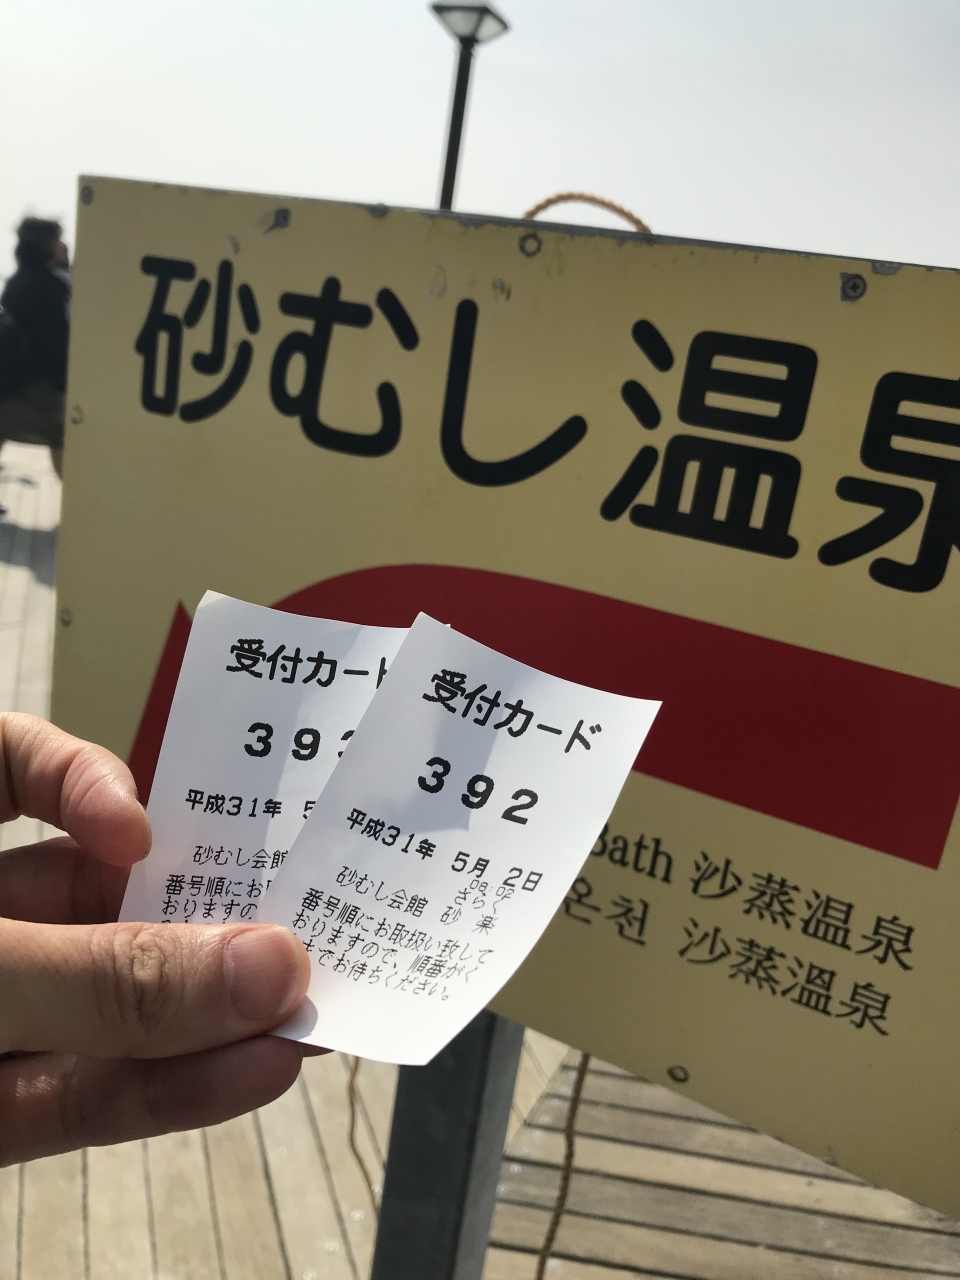 砂むし温泉
Bath 沙蒸温泉
온천 沙蒸溫泉
受付カード
39
平成31年 5
砂むし会館
番号順にお
おりますの
受付カード
392
平成31年 5月 2日
08:02
砂むし会館 砂楽
さらく
番号順にお取扱い致して
おりますので、順番がく
るまでお待ちください。